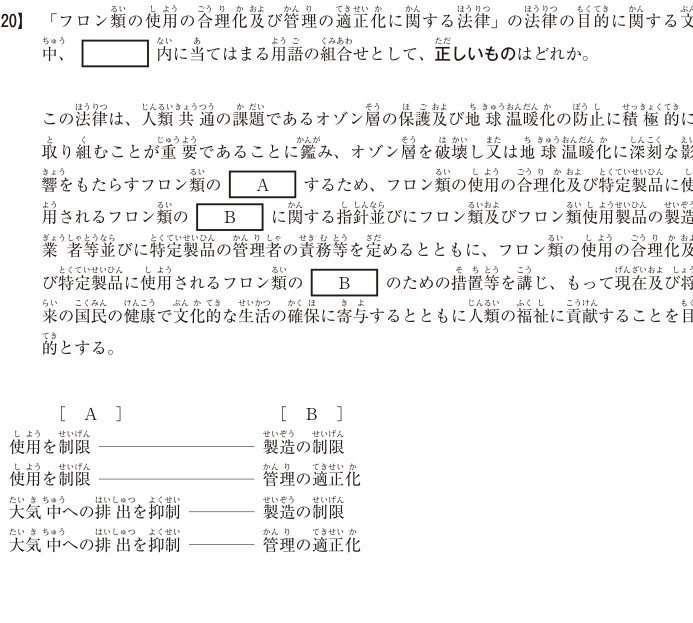 20】 「フロン類の使用の合理化及び管理の適正化に関する法律」の法律の目的に関する文
中、 内に当てはまる用語の組合せとして、正しいものはどれか。
この法律は、人類共通の課題であるオゾン層の保護及び地球温暖化の防止に積極的に
取り組むことが重要であることに鑑み、オゾン層を破壊し又は地球温暖化に深刻な影
響をもたらすフロン類の A するため、フロン類の使用の合理化及び特定製品に使
用されるフロン類の B に関する指針並びにフロン類及びフロン類使用製品の製造
業者等並びに特定製品の管理者の責務等を定めるとともに、フロン類の使用の合理化及
び特定製品に使用されるフロン類の B のための措置等を講じ、もって現在及び将
来の国民の健康で文化的な生活の確保に寄与するとともに人類の福祉に貢献することを目
的とする。
[ A ] [ B ]
使用を制限 ───── 製造の制限
使用を制限 ───── 管理の適正化
大気中への排出を抑制 ── 製造の制限
大気中への排出を抑制 ── 管理の適正化